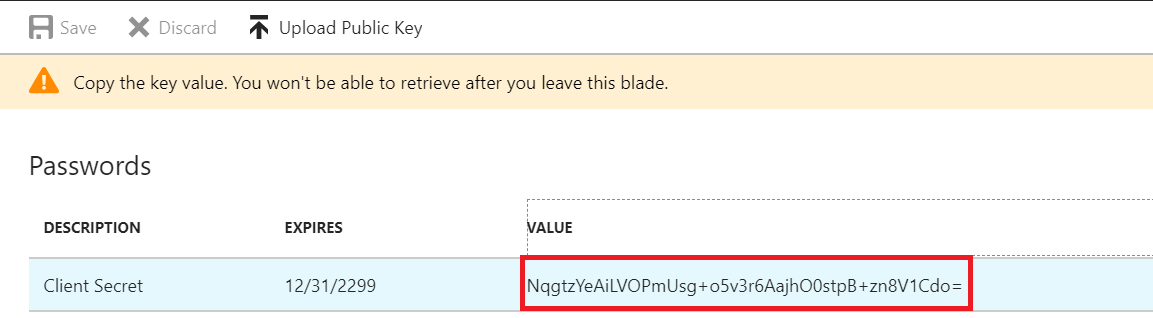 Save Discard Upload Public Key
Copy the key value. You won't be able to retrieve after you leave this blade.
Passwords
DESCRIPTION EXPIRES VALUE
Client Secret 12/31/2299 NqgtzYeAiLVOPmUsg+o5v3r6AajhO0stpB+zn8V1Cdo=